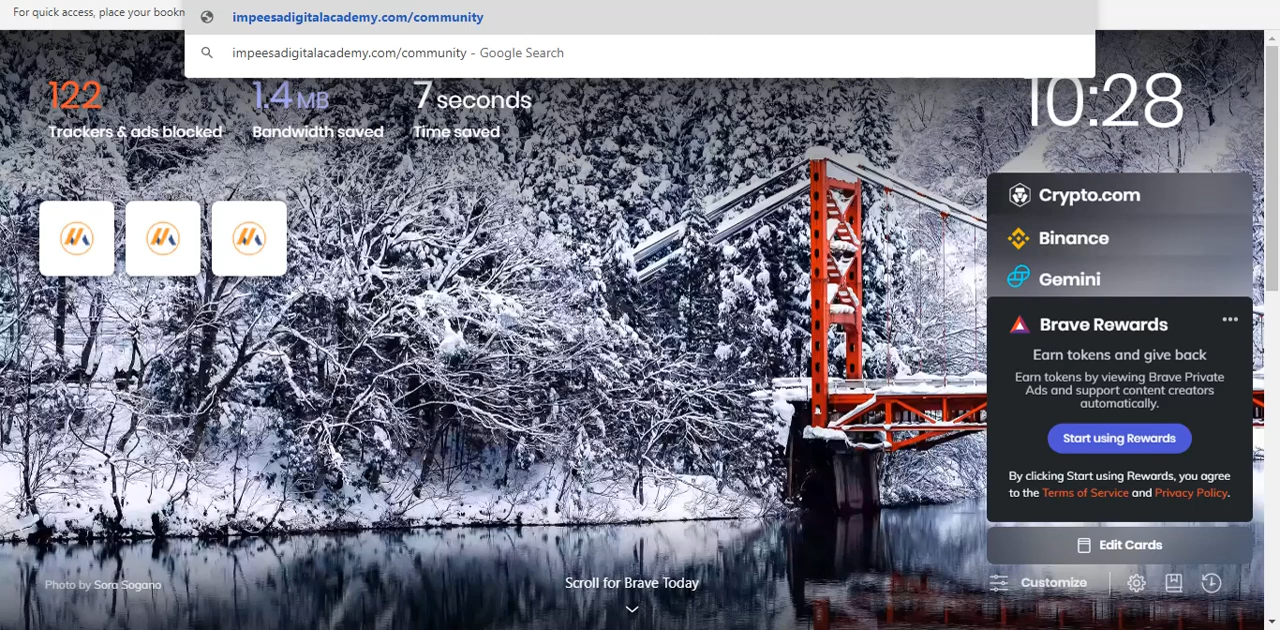 For quick access, place your bookn
impeesadigitalacademy.com/community
impeesadigitalacademy.com/community - Google Search
122
Trackers & ads blocked
1.4 MB
Bandwidth saved
7 seconds
Time saved
10:28
Crypto.com
Binance
Gemini
Brave Rewards
Earn tokens and give back
Earn tokens by viewing Brave Private
Ads and support content creators
automatically.
Start using Rewards
By clicking Start using Rewards, you agree
to the Terms of Service and Privacy Policy.
Edit Cards
Photo by Sora Sogano
Scroll for Brave Today
Customize